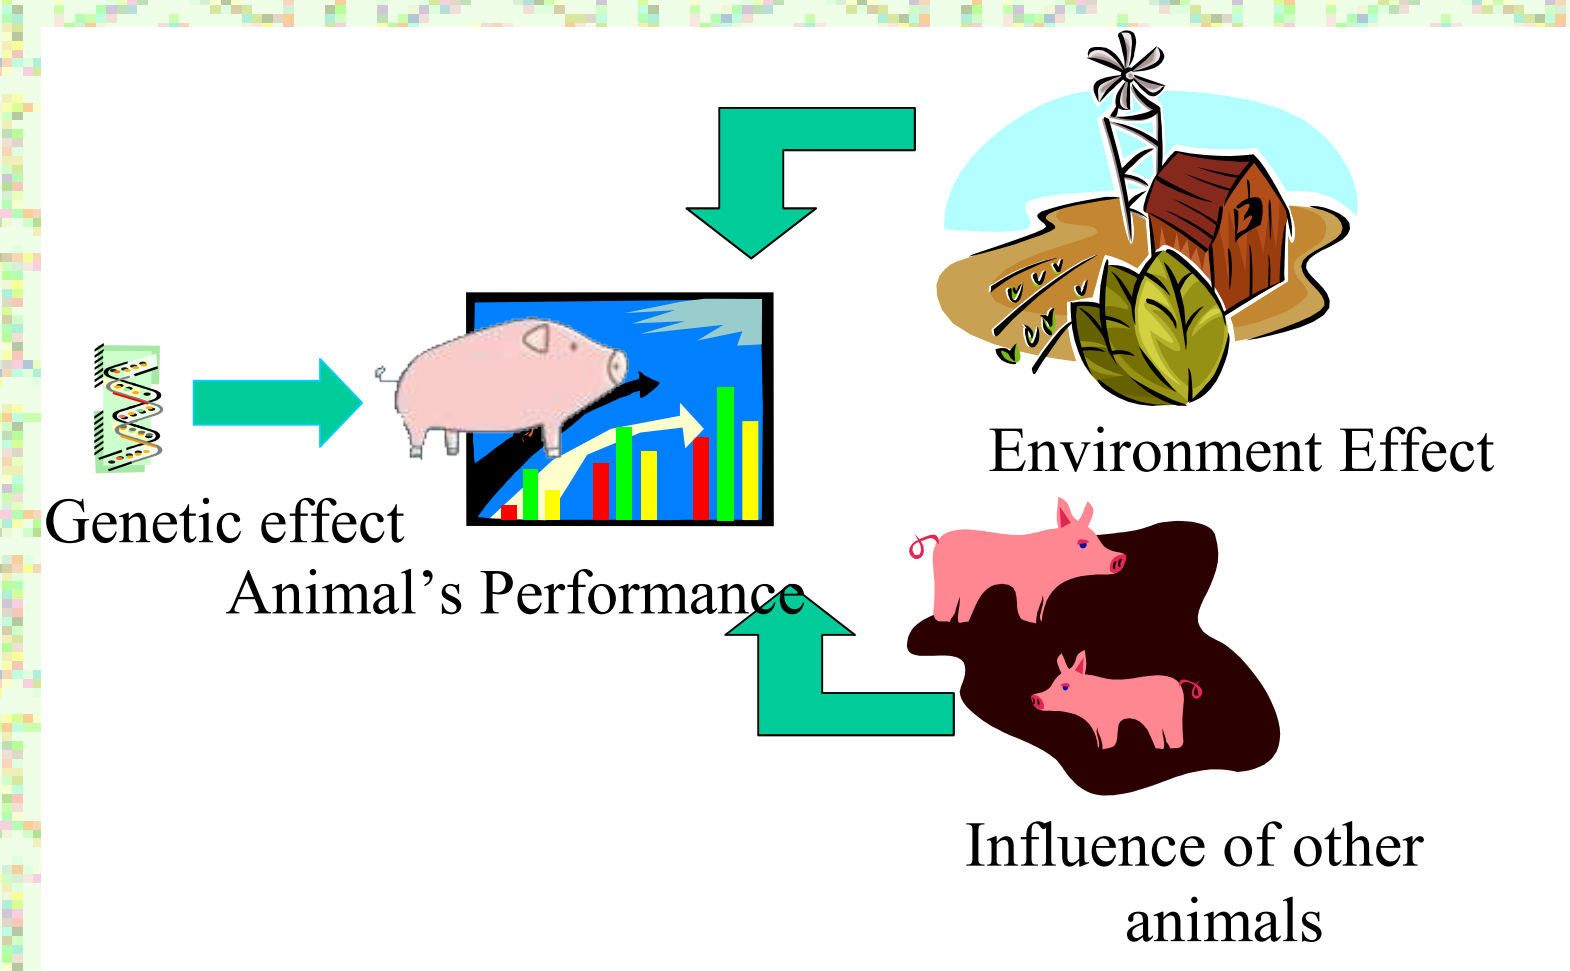 Environment Effect
Genetic effect
Animal’s Performance
Influence of other
animals